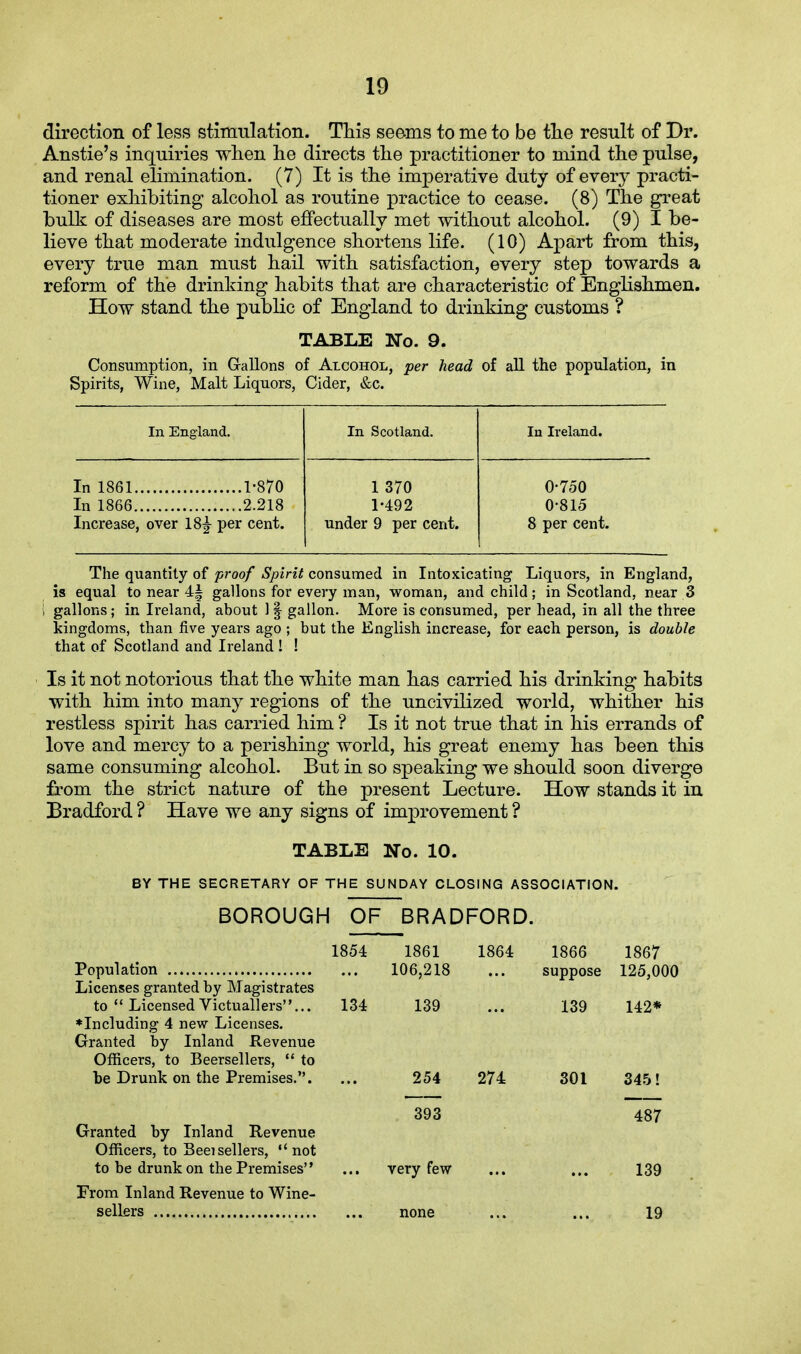 19
direction of less stimulation. This seems to me to be the result of Dr.
Anstie's inquiries when he directs the practitioner to mind the pulse,
and renal elimination. (7) It is the imperative duty of every practi-
tioner exhibiting alcohol as routine practice to cease. (8) The great
bulk of diseases are most effectually met without alcohol. (9) I be-
lieve that moderate indulgence shortens life. (10) Apart from this,
every true man must hail with satisfaction, every step towards a
reform of the drinking habits that are characteristic of Englishmen.
How stand the public of England to drinking customs ?
TABLE No. 9.
Consumption, in Gallons of ALCOHOL, per head of all the population, in
Spirits, Wine, Malt Liquors, Cider, &c.
In England. In Scotland. In Ireland.
In 1861....................1·870 1 370 0·750
In 1866....................2.218 1·492 0·815
Increase, over 18½ per cent. under 9 per cent. 8 per cent.
The quantity of proof Spirit consumed in Intoxicating Liquors, in England,
is equal to near 4½ gallons for every man, woman, and child; in Scotland, near 3
gallons; in Ireland, about 1⅝ gallon. More is consumed, per head, in all the three
kingdoms, than five years ago ; but the English increase, for each person, is double
that of Scotland and Ireland ! !
Is it not notorious that the white man has carried his drinking habits
with him into many regions of the uncivilized world, whither his
restless spirit has carried him ? Is it not true that in his errands of
love and mercy to a perishing world, his great enemy has been this
same consuming alcohol. But in so speaking we should soon diverge
from the strict nature of the present Lecture. How stands it in
Bradford ? Have we any signs of improvement ?
TABLE No. 10.
BY THE SECRETARY OF THE SUNDAY CLOSING ASSOCIATION.
BOROUGH OF BRADFORD.
1854 1861 1864 1866 1867
Population ........................ ... 106,218 ... suppose 125,000
Licenses granted by Magistrates
to “ Licensed Victuallers”... 134 139 ... 139 142*
*Including 4 new Licenses.
Granted by Inland Revenue
Officers, to Beersellers, “ to
be Drunk on the Premises.”. ... 254 274 301 345!
393 487
Granted by Inland Revenue
Officers, to Beersellers, “ not
to be drunk on the Premises” ... very few ... ... 139
From Inland Revenue to Wine-
sellers ........................... ... none ... ... 19